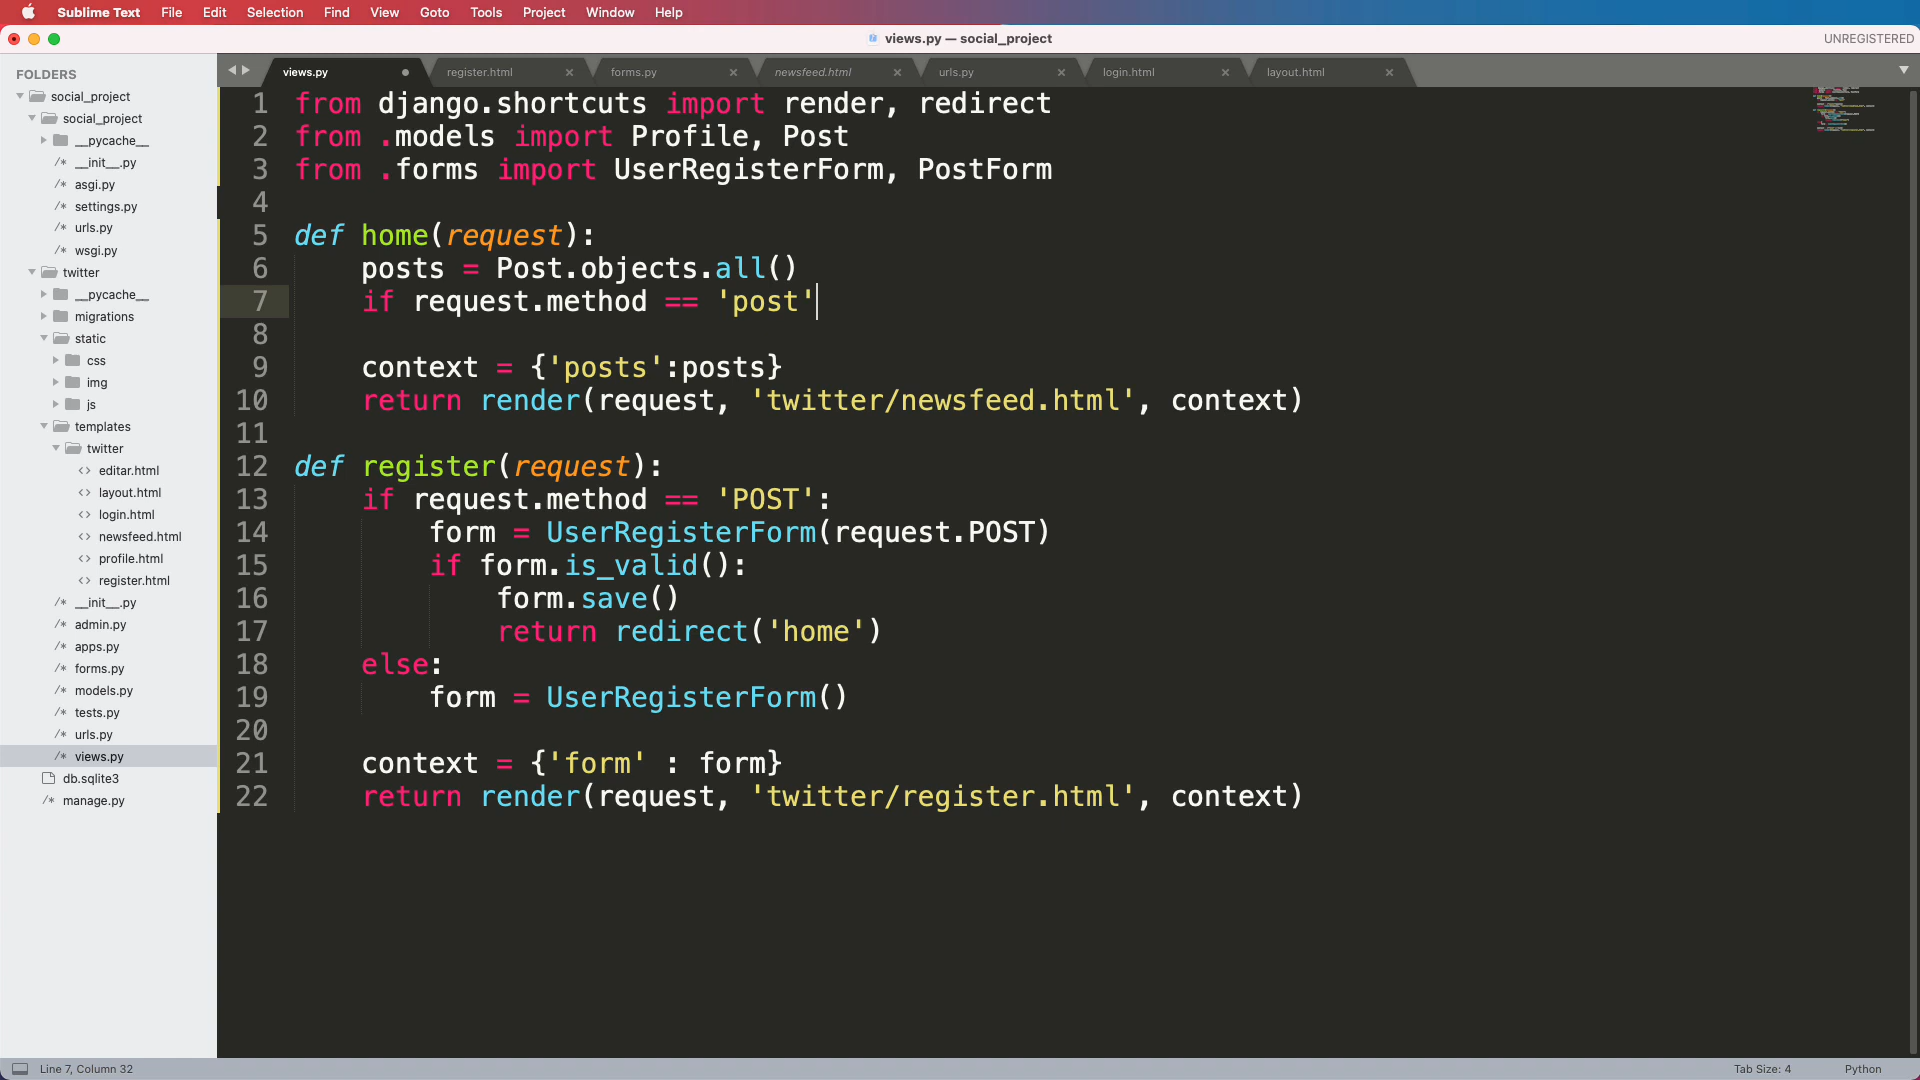 Sublime Text File Edit Selection Find View Goto Tools Project Window Help
views.py — social_project
UNREGISTERED
FOLDERS
social_project
social_project
__pycache__
/* __init__.py
/* asgi.py
/* settings.py
/* urls.py
/* wsgi.py
twitter
__pycache__
migrations
static
css
img
js
templates
twitter
<> editar.html
<> layout.html
<> login.html
<> newsfeed.html
<> profile.html
<> register.html
/* __init__.py
/* admin.py
/* apps.py
/* forms.py
/* models.py
/* tests.py
/* urls.py
/* views.py
db.sqlite3
/* manage.py
views.py register.html forms.py newsfeed.html urls.py login.html layout.html
1 from django.shortcuts import render, redirect
2 from .models import Profile, Post
3 from .forms import UserRegisterForm, PostForm
4
5 def home(request):
6     posts = Post.objects.all()
7     if request.method == 'post'
8
9     context = {'posts':posts}
10     return render(request, 'twitter/newsfeed.html', context)
11
12 def register(request):
13     if request.method == 'POST':
14         form = UserRegisterForm(request.POST)
15         if form.is_valid():
16             form.save()
17             return redirect('home')
18     else:
19         form = UserRegisterForm()
20
21     context = {'form' : form}
22     return render(request, 'twitter/register.html', context)
Line 7, Column 32
Tab Size: 4
Python